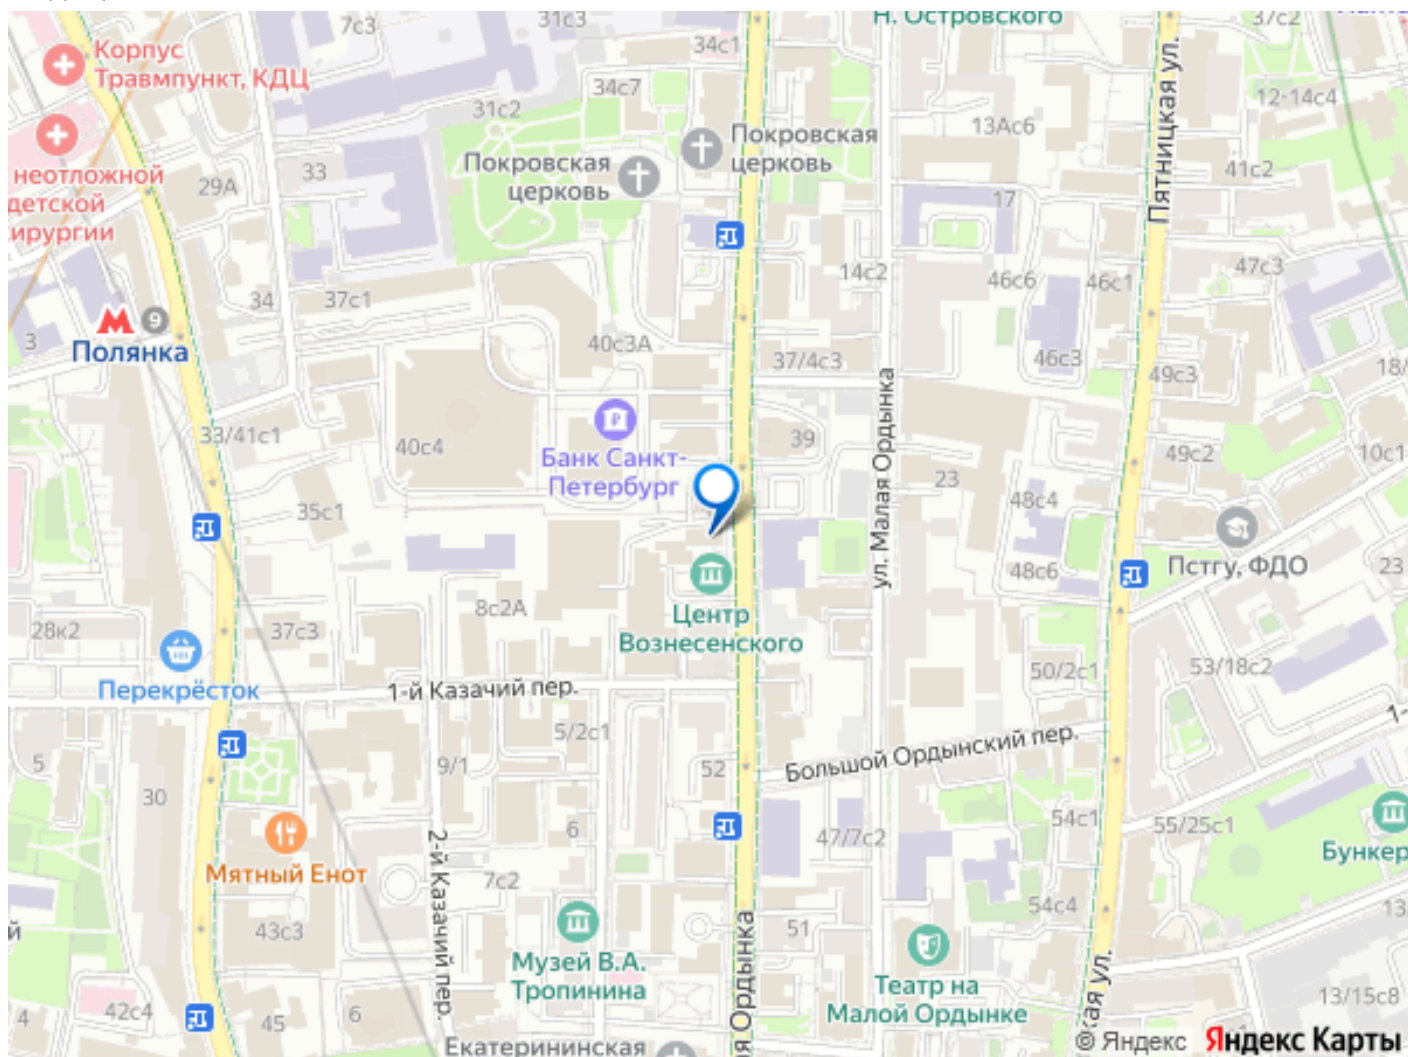 7с3
31с3
34с1
Н. Островского
37с2
Корпус
Травмпункт, КДЦ
34с7
31с2
12-14с4
13Ас6
Пятницкая ул.
Покровская
церковь
Покровская
церковь
неотложной
детской
ирургии
29А
33
41с2
17
14с2
46с6
46с1
47с3
34
37с1
М
9
Полянка
3
40с3А
37/4с3
46с3
49с3
18/
ул. Малая Ордынка
33/41с1
40с4
Банк Санкт-
Петербург
39
49с2
10с1
23
48с4
35с1
48с6
Пстгу, ФДО
23
8с2А
Центр
Вознесенского
28к2
37с3
Перекрёсток
1-й Казачий пер.
50/2с1
53/18с2
1-
5/2с1
Большой Ордынский пер.
5
9/1
52
30
6
47/7с2
54с1
55/25с1
Бункер
Мятный Енот
2-й Казачий пер.
7с2
54с4
13
й
43с3
51
Музей В.А.
Тропинина
Театр на
Малой Ордынке
я Ордынка
кая ул.
13/15с8
4
42с4
45
6
Екатерининская
© Яндекс
Яндекс Карты